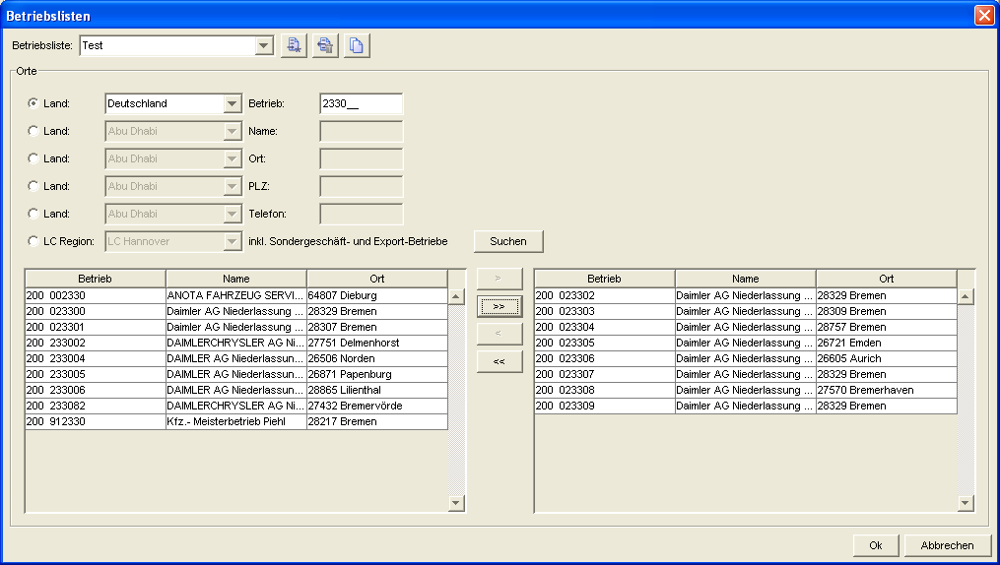 Betriebslisten
Betriebsliste: Test
Orte
Land: Deutschland Betrieb: 2330__
Land: Abu Dhabi Name:
Land: Abu Dhabi Ort:
Land: Abu Dhabi PLZ:
Land: Abu Dhabi Telefon:
LC Region: LC Hannover inkl. Sondergeschäft- und Export-Betriebe Suchen
Betrieb Name Ort
200 002330 ANOTA FAHRZEUG SERVI... 64807 Dieburg
200 023300 Daimler AG Niederlassung ... 28329 Bremen
200 023301 Daimler AG Niederlassung ... 28307 Bremen
200 233002 DAIMLERCHRYSLER AG Ni... 27751 Delmenhorst
200 233004 DAIMLER AG Niederlassun... 26506 Norden
200 233005 DAIMLER AG Niederlassun... 26871 Papenburg
200 233006 DAIMLER AG Niederlassun... 28865 Lilienthal
200 233082 DAIMLERCHRYSLER AG Ni... 27432 Bremervörde
200 912330 Kfz.- Meisterbetrieb Piehl 28217 Bremen
>
>>
<
<<
Betrieb Name Ort
200 023302 Daimler AG Niederlassung ... 28329 Bremen
200 023303 Daimler AG Niederlassung ... 28309 Bremen
200 023304 Daimler AG Niederlassung ... 28757 Bremen
200 023305 Daimler AG Niederlassung ... 26721 Emden
200 023306 Daimler AG Niederlassung ... 26605 Aurich
200 023307 Daimler AG Niederlassung ... 28329 Bremen
200 023308 Daimler AG Niederlassung ... 27570 Bremerhaven
200 023309 Daimler AG Niederlassung ... 28329 Bremen
Ok Abbrechen